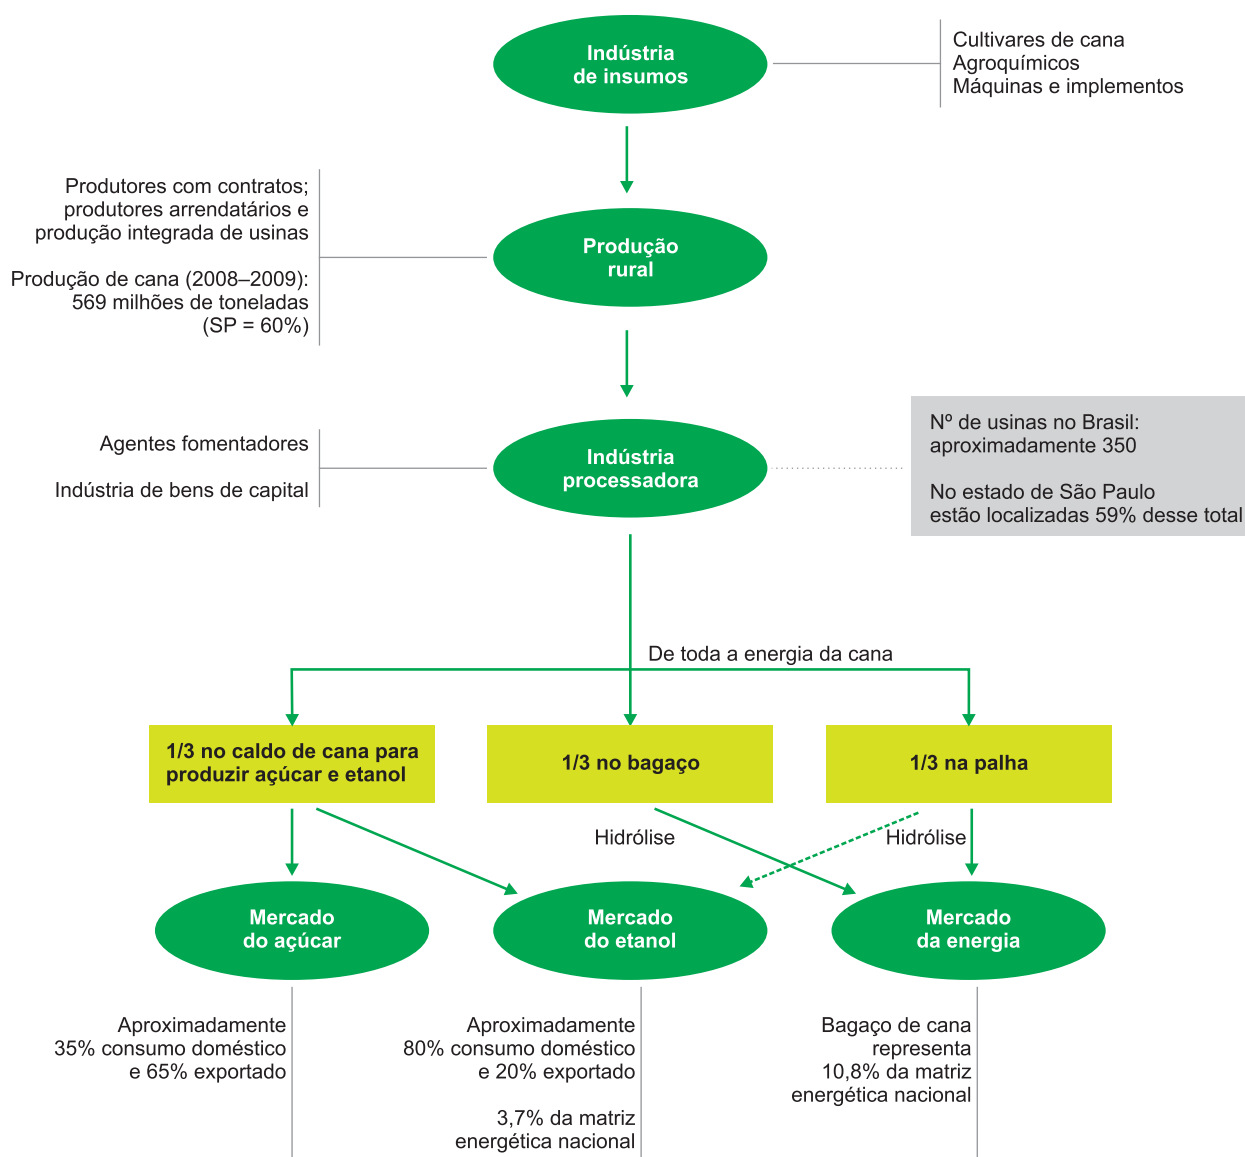 Indústria
de insumos
Cultivares de cana
Agroquímicos
Máquinas e implementos
Produtores com contratos;
produtores arrendatários e
produção integrada de usinas
Produção de cana (2008–2009):
569 milhões de toneladas
(SP = 60%)
Produção
rural
Agentes fomentadores
Indústria de bens de capital
Indústria
processadora
Nº de usinas no Brasil:
aproximadamente 350
No estado de São Paulo
estão localizadas 59% desse total
De toda a energia da cana
1/3 no caldo de cana para
produzir açúcar e etanol
1/3 no bagaço
1/3 na palha
Hidrólise
Hidrólise
Mercado
do açúcar
Mercado
do etanol
Mercado
da energia
Aproximadamente
35% consumo doméstico
e 65% exportado
Aproximadamente
80% consumo doméstico
e 20% exportado
3,7% da matriz
energética nacional
Bagaço de cana
representa
10,8% da matriz
energética nacional